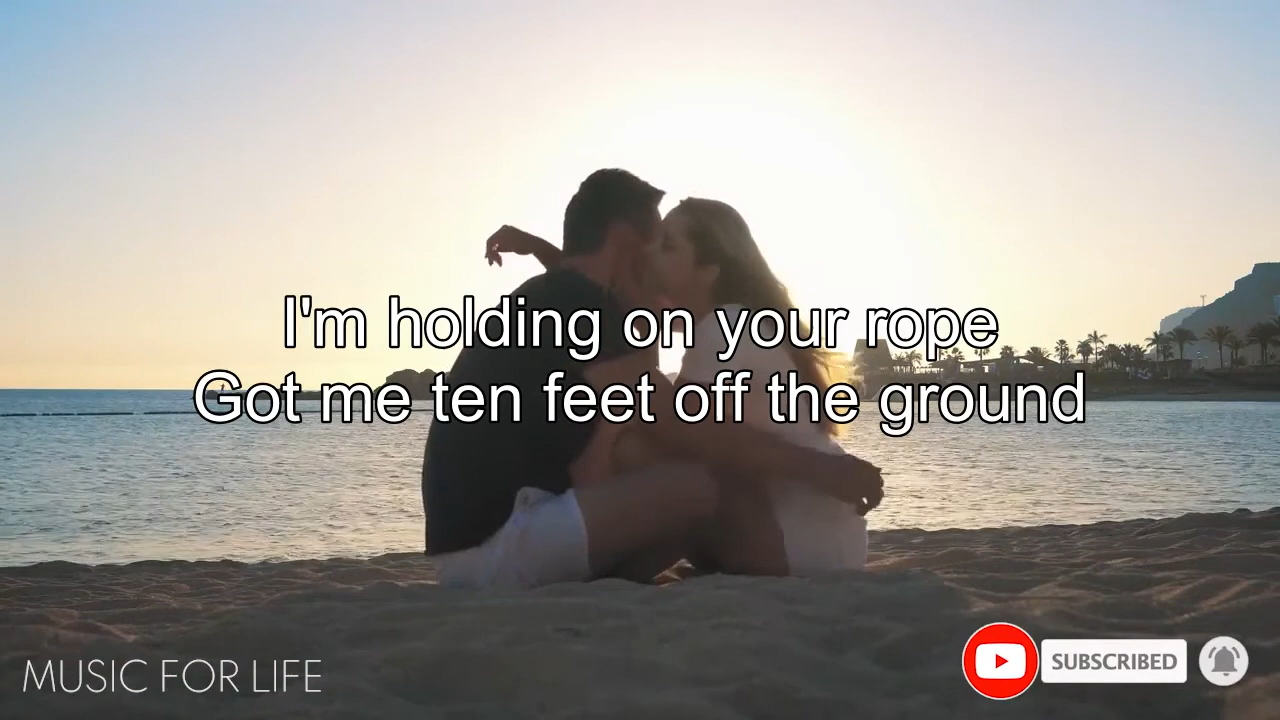 I'm holding on your rope
Got me ten feet off the ground
MUSIC FOR LIFE
SUBSCRIBED